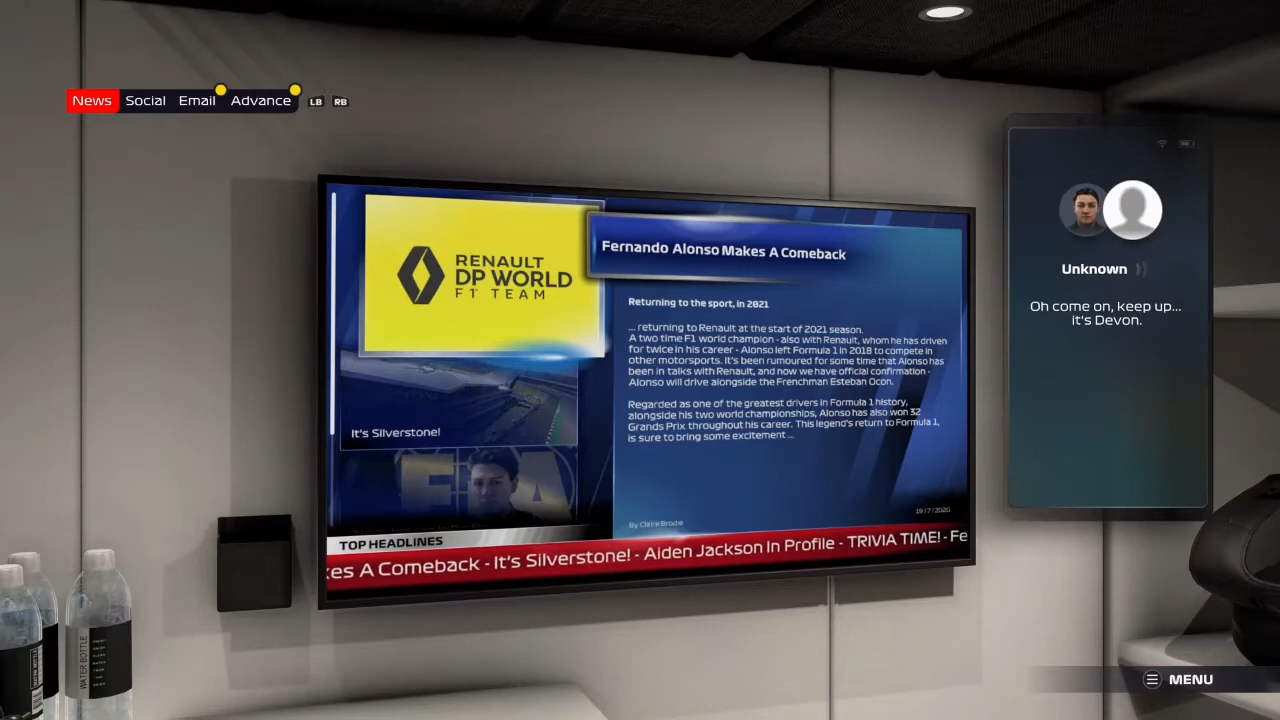 News Social Email Advance LB RB
RENAULT
DP WORLD
F1 TEAM
Fernando Alonso Makes A Comeback
Returning to the sport, in 2021
... returning to Renault at the start of 2021 season.
A two time F1 world champion - also with Renault, whom he has driven
for twice in his career - Alonso left Formula 1 in 2018 to compete in
other motorsports. It's been rumoured for some time that Alonso has
been in talks with Renault, and now we have official confirmation -
Alonso will drive alongside the Frenchman Esteban Ocon.
Regarded as one of the greatest drivers in Formula 1 history,
alongside his two world championships, Alonso has also won 32
Grands Prix throughout his career. This legend's return to Formula 1,
is sure to bring some excitement ...
It's Silverstone!
FIA
By Claire Brodel
19/7/2020
TOP HEADLINES
kes A Comeback - It's Silverstone! - Aiden Jackson In Profile - TRIVIA TIME! - Fe
Unknown
Oh come on, keep up...
it's Devon.
WATER BOTTLE
MENU